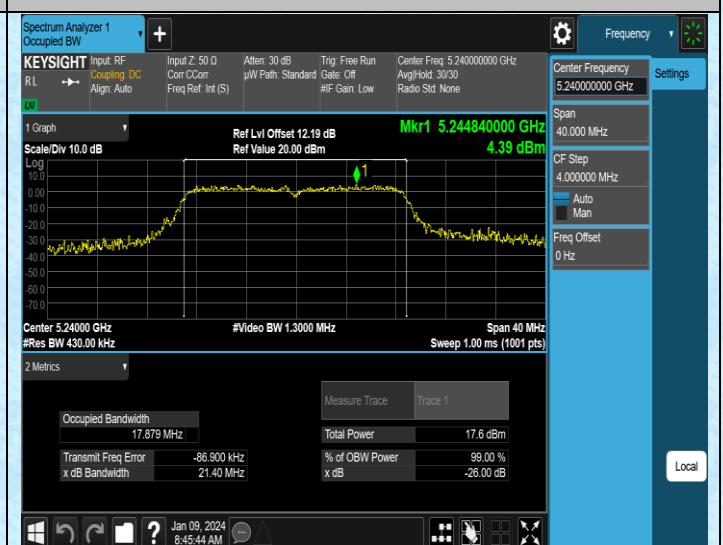 Spectrum Analyzer 1
Occupied BW
+
Frequency
KEYSIGHT
RL
LXI
Input: RF
Coupling: DC
Align: Auto
Input Z: 50 Ω
Corr CCorr
Freq Ref: Int (S)
Atten: 30 dB
µW Path: Standard
Trig: Free Run
Gate: Off
#IF Gain: Low
Center Freq: 5.240000000 GHz
Avg|Hold: 30/30
Radio Std: None
Center Frequency
5.240000000 GHz
Settings
Span
40.000 MHz
CF Step
4.000000 MHz
Auto
Man
Freq Offset
0 Hz
1 Graph
Scale/Div 10.0 dB
Ref Lvl Offset 12.19 dB
Ref Value 20.00 dBm
Mkr1 5.244840000 GHz
4.39 dBm
Log
10.0
0.00
-10.0
-20.0
-30.0
-40.0
-50.0
-60.0
-70.0
1
Center 5.24000 GHz
#Res BW 430.00 kHz
#Video BW 1.3000 MHz
Span 40 MHz
Sweep 1.00 ms (1001 pts)
2 Metrics
Measure Trace Trace 1
Occupied Bandwidth
17.879 MHz
Total Power 17.6 dBm
Transmit Freq Error -86.900 kHz
% of OBW Power 99.00 %
x dB Bandwidth 21.40 MHz
x dB -26.00 dB
Local
?
Jan 09, 2024
8:45:44 AM